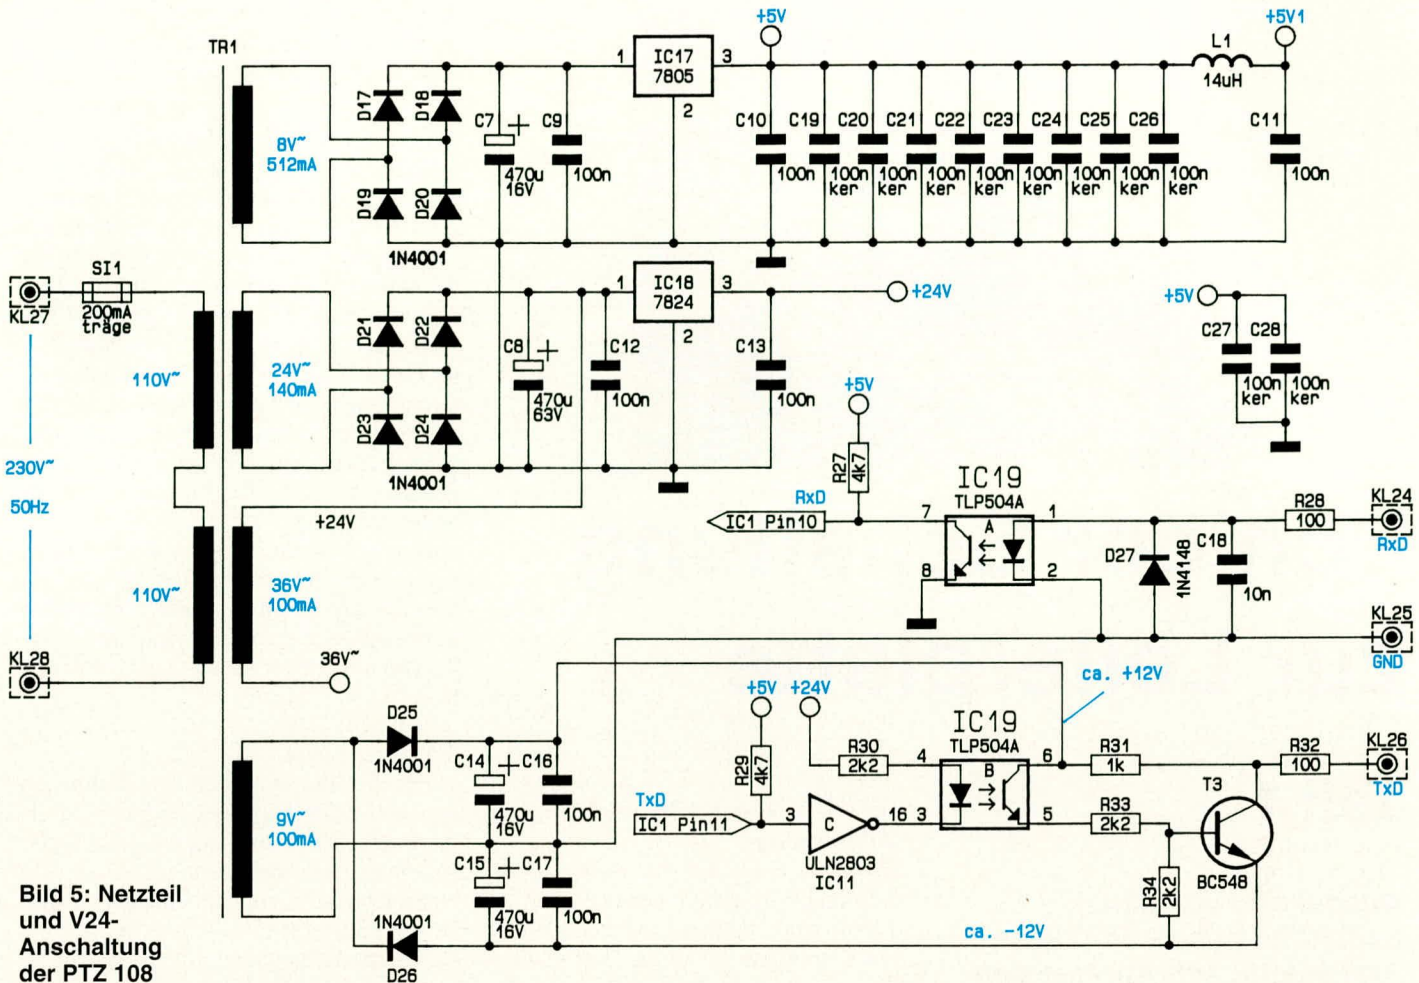 TR1
8V~
512mA
D17
D18
D19
D20
1N4001
C7
+
470u
16V
C9
100n
1
IC17
7805
3
2
+5V
C10
100n
C19
100n
ker
C20
100n
ker
C21
100n
ker
C22
100n
ker
C23
100n
ker
C24
100n
ker
C25
100n
ker
C26
100n
ker
L1
14uH
+5V1
C11
100n
KL27
SI1
200mA
träge
230V~
50Hz
KL28
110V~
110V~
24V~
140mA
D21
D22
D23
D24
1N4001
C8
+
470u
63V
C12
100n
1
IC18
7824
3
2
C13
100n
+24V
+5V
C27
100n
ker
C28
100n
ker
+24V
36V~
100mA
36V~
+5V
R27
4k7
RxD
IC1 Pin10
IC19
TLP504A
7
A
1
8
2
D27
1N4148
C18
10n
R28
100
KL24
RxD
KL25
GND
ca. +12V
9V~
100mA
D25
1N4001
C14
+
470u
16V
C16
100n
C15
+
470u
16V
C17
100n
1N4001
D26
+5V
+24V
R29
4k7
TxD
IC1 Pin11
3
C
16
ULN2803
IC11
R30
2k2
IC19
TLP504A
4
B
6
3
5
R31
1k
R33
2k2
R34
2k2
T3
BC548
R32
100
KL26
TxD
ca. -12V
Bild 5: Netzteil
und V24-
Anschaltung
der PTZ 108